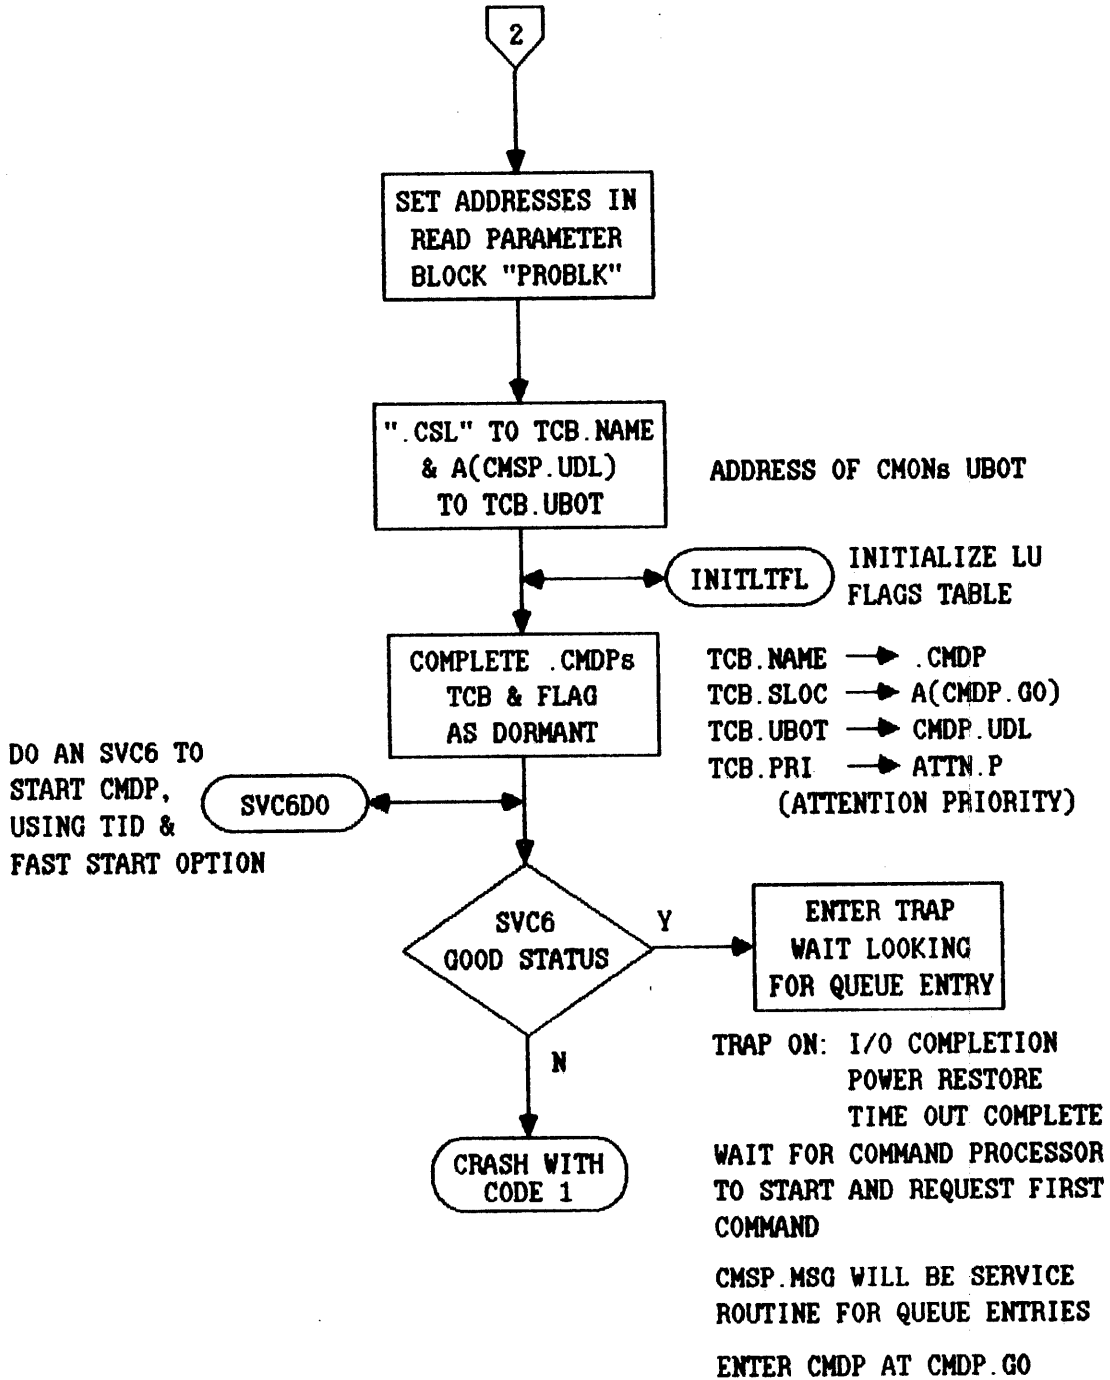 2
SET ADDRESSES IN
READ PARAMETER
BLOCK "PROBLK"
".CSL" TO TCB.NAME
& A(CMSP.UDL)
TO TCB.UBOT
ADDRESS OF CMONs UBOT
INITLTFL
INITIALIZE LU
FLAGS TABLE
COMPLETE .CMDPs
TCB & FLAG
AS DORMANT
TCB.NAME → .CMDP
TCB.SLOC → A(CMDP.GO)
TCB.UBOT → CMDP.UDL
TCB.PRI → ATTN.P
(ATTENTION PRIORITY)
DO AN SVC6 TO
START CMDP,
USING TID &
FAST START OPTION
SVC6DO
SVC6
GOOD STATUS
Y
ENTER TRAP
WAIT LOOKING
FOR QUEUE ENTRY
N
CRASH WITH
CODE 1
TRAP ON: I/O COMPLETION
POWER RESTORE
TIME OUT COMPLETE
WAIT FOR COMMAND PROCESSOR
TO START AND REQUEST FIRST
COMMAND
CMSP.MSG WILL BE SERVICE
ROUTINE FOR QUEUE ENTRIES
ENTER CMDP AT CMDP.GO